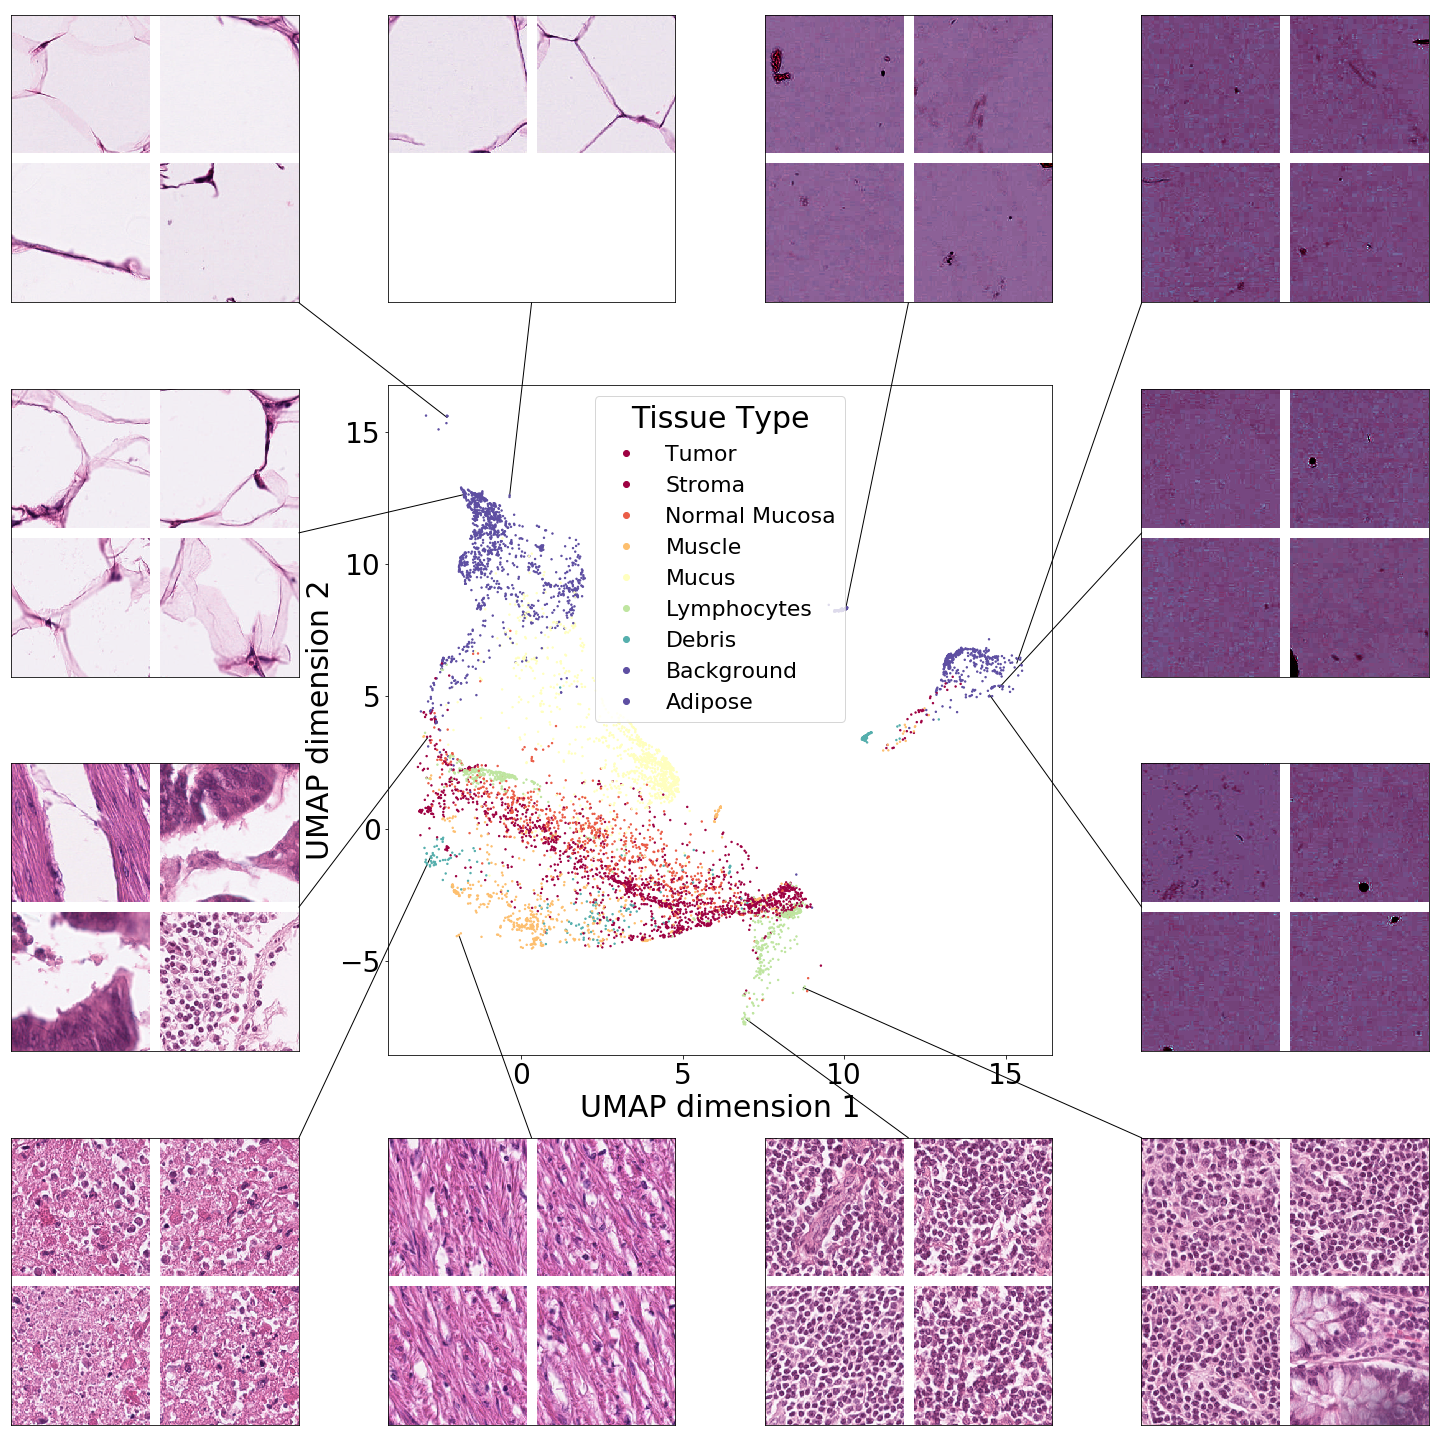 Tissue Type
Tumor
Stroma
Normal Mucosa
Muscle
Mucus
Lymphocytes
Debris
Background
Adipose
15
10
5
0
−5
UMAP dimension 2
0
5
10
15
UMAP dimension 1